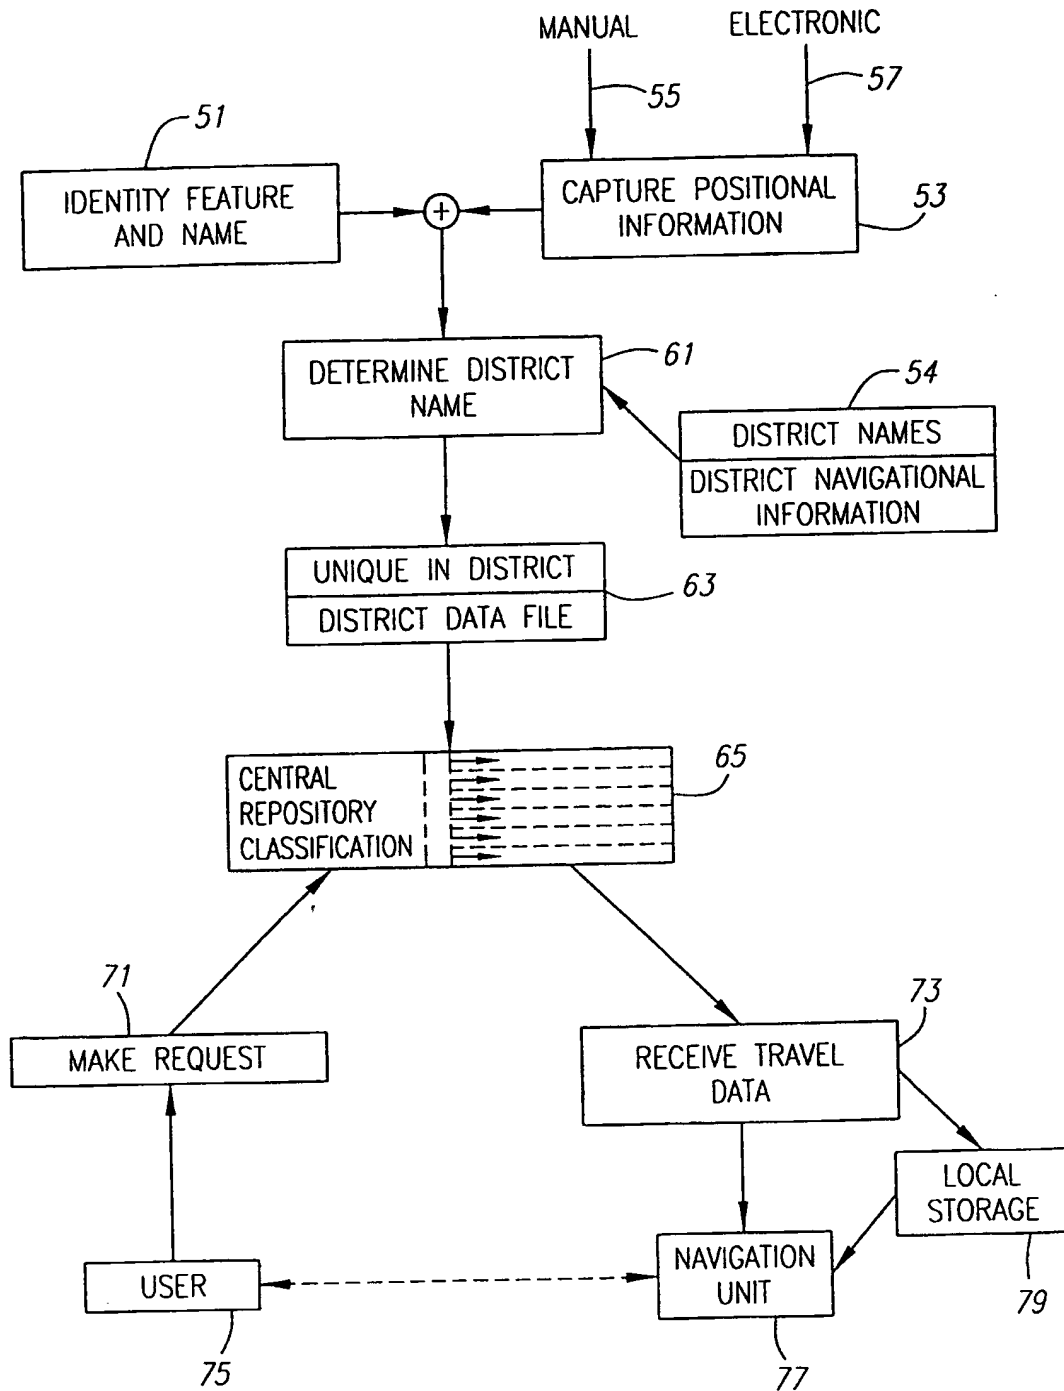 MANUAL
ELECTRONIC
55
57
51
IDENTITY FEATURE
AND NAME
+
CAPTURE POSITIONAL
INFORMATION
53
DETERMINE DISTRICT
NAME
61
54
DISTRICT NAMES
DISTRICT NAVIGATIONAL
INFORMATION
UNIQUE IN DISTRICT
DISTRICT DATA FILE
63
CENTRAL
REPOSITORY
CLASSIFICATION
65
71
MAKE REQUEST
73
RECEIVE TRAVEL
DATA
LOCAL
STORAGE
79
USER
75
NAVIGATION
UNIT
77